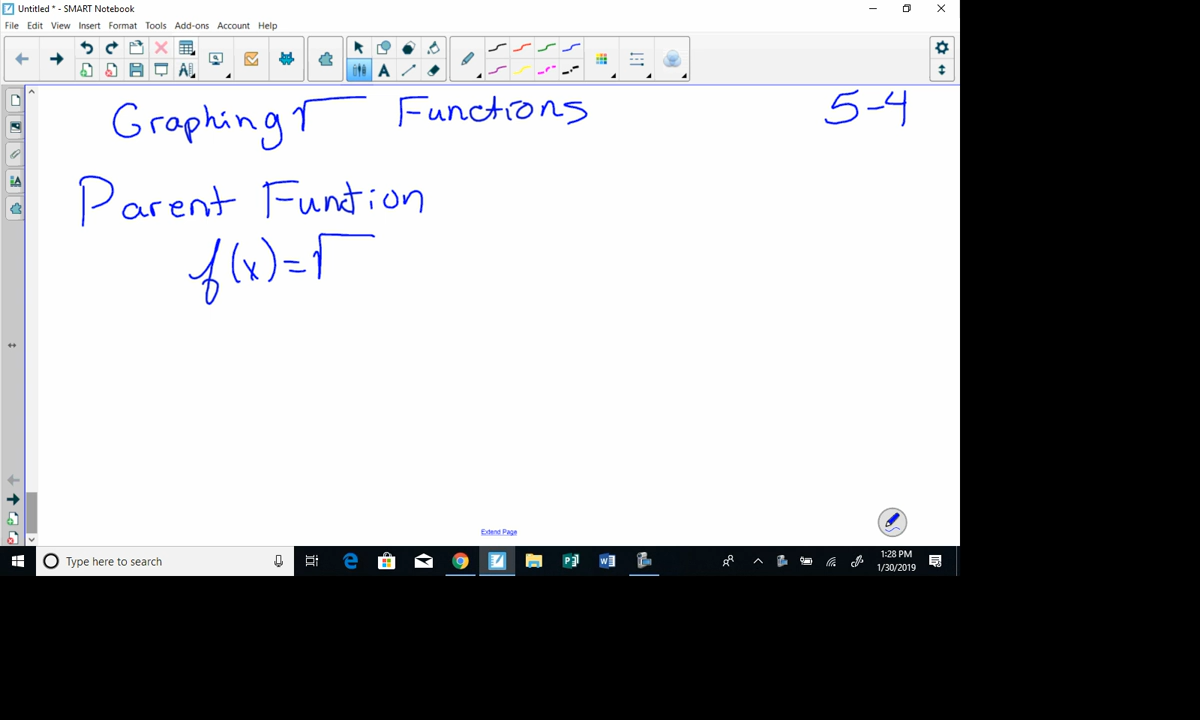 Untitled * - SMART Notebook
File Edit View Insert Format Tools Add-ons Account Help
Graphing √ Functions 5-4
Parent Function
f(x)=√
Extend Page
Type here to search
1:28 PM
1/30/2019